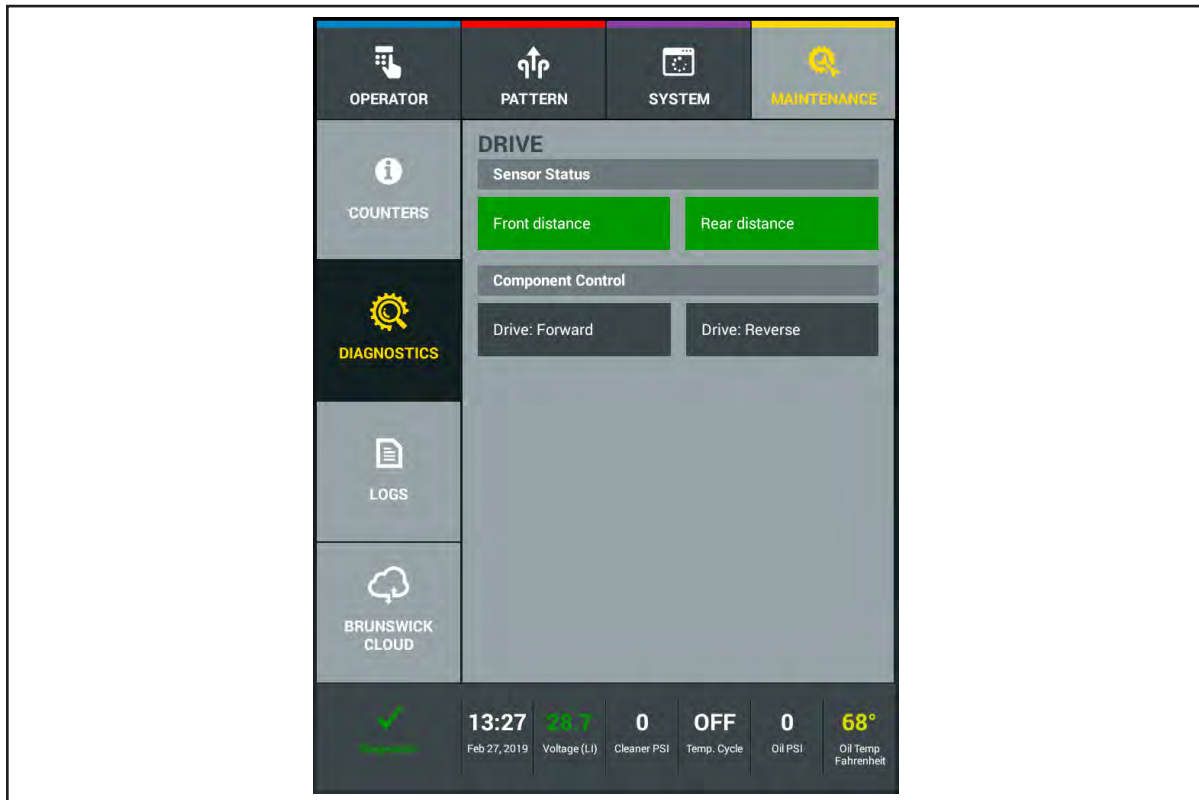 OPERATOR
PATTERN
SYSTEM
MAINTENANCE
COUNTERS
DIAGNOSTICS
LOGS
BRUNSWICK
CLOUD
DRIVE
Sensor Status
Front distance
Rear distance
Component Control
Drive: Forward
Drive: Reverse
13:27
Feb 27, 2019
28.7
Voltage (LI)
0
Cleaner PSI
OFF
Temp. Cycle
0
Oil PSI
68°
Oil Temp
Fahrenheit